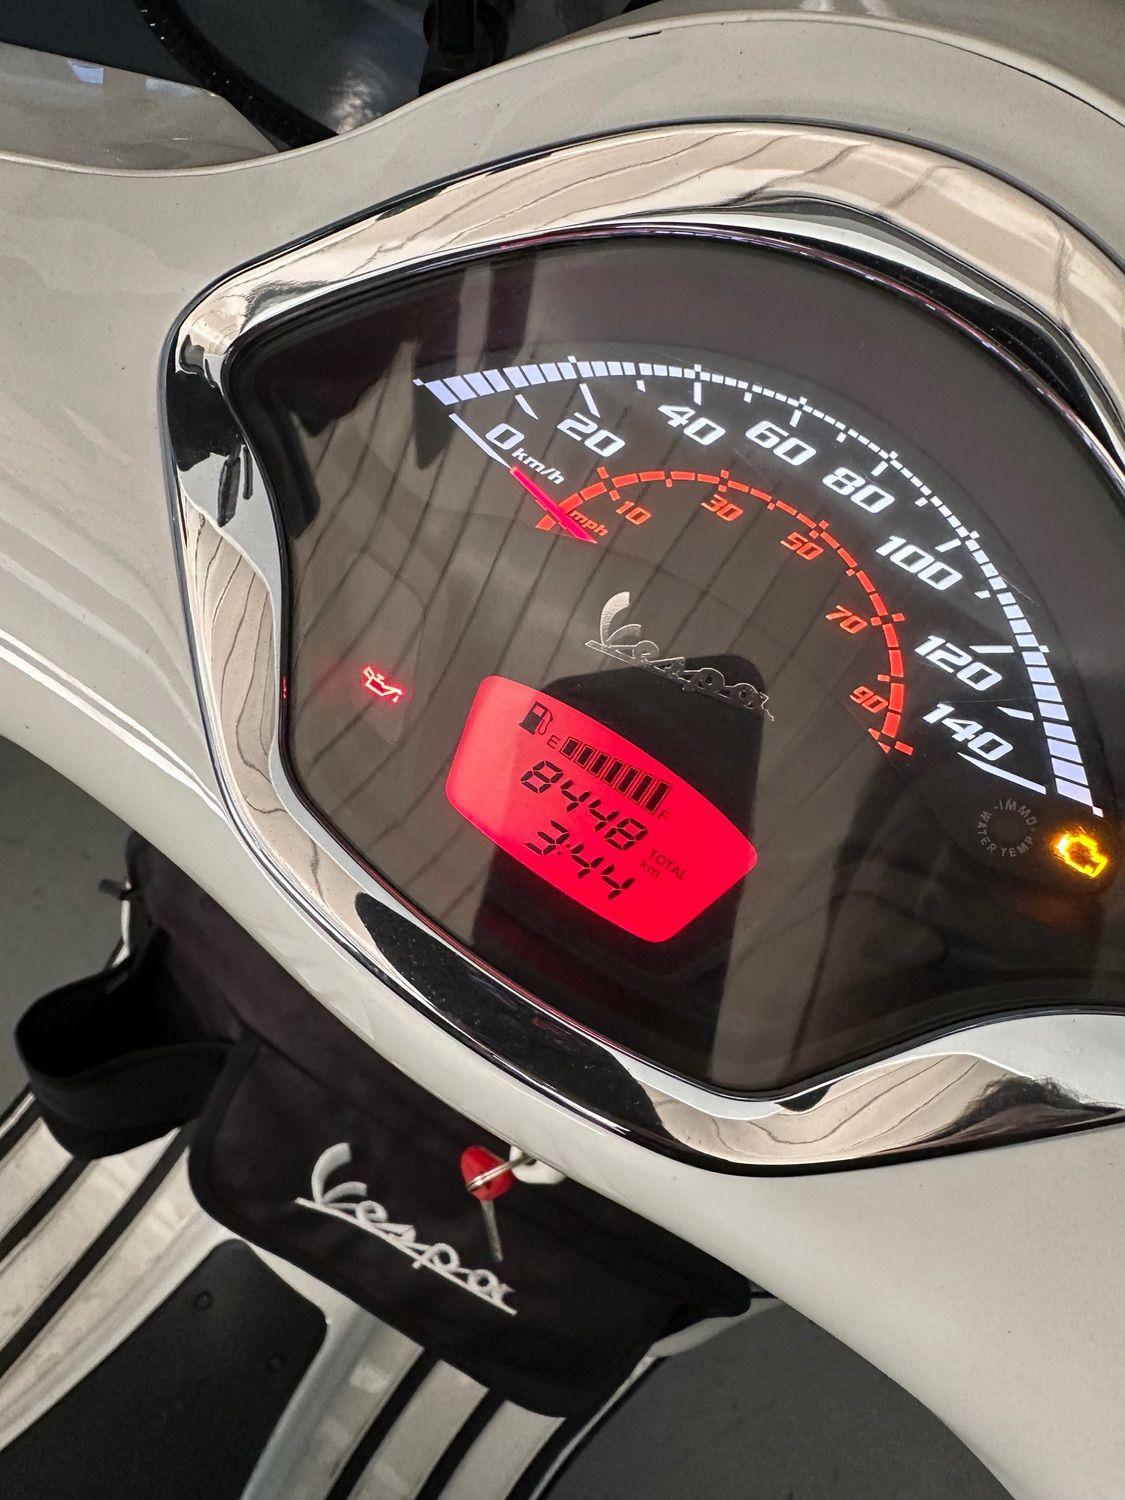 0 20 40 60 80 100 120 140
km/h
mph 10 30 50 70 90
Vespa
E F
8448 TOTAL km
3:44
IMMO.
WATER TEMP.
Vespa